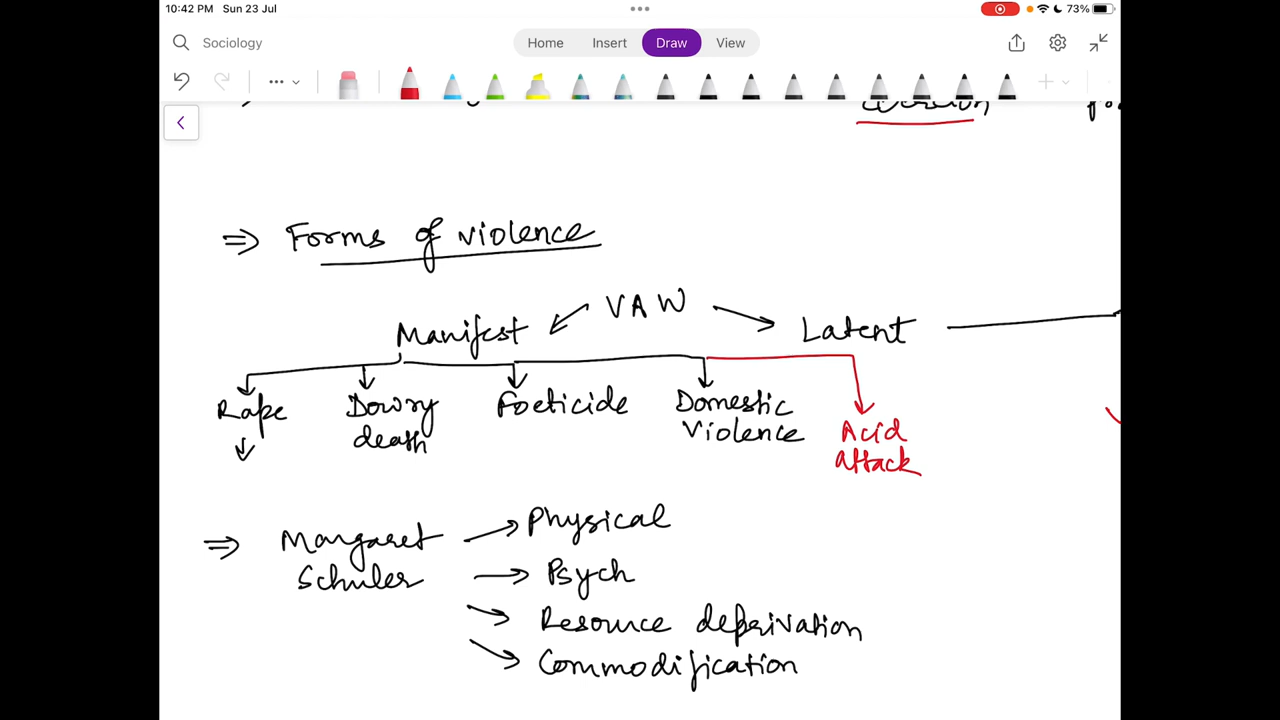 10:42 PM Sun 23 Jul
73%
Sociology
Home Insert Draw View
⇒ Forms of violence
VAW
Manifest Latent
Rape Dowry death Foeticide Domestic Violence Acid attack
⇒ Margaret Schuler
Physical
Psych
Resource deprivation
Commodification